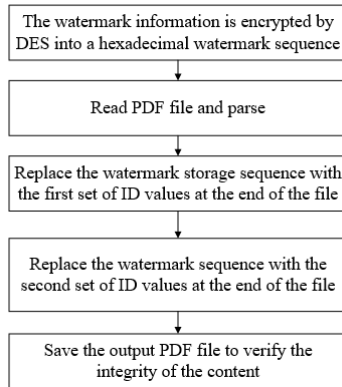 The watermark information is encrypted by
DES into a hexadecimal watermark sequence
Read PDF file and parse
Replace the watermark storage sequence with
the first set of ID values at the end of the file
Replace the watermark sequence with the
second set of ID values at the end of the file
Save the output PDF file to verify the
integrity of the content